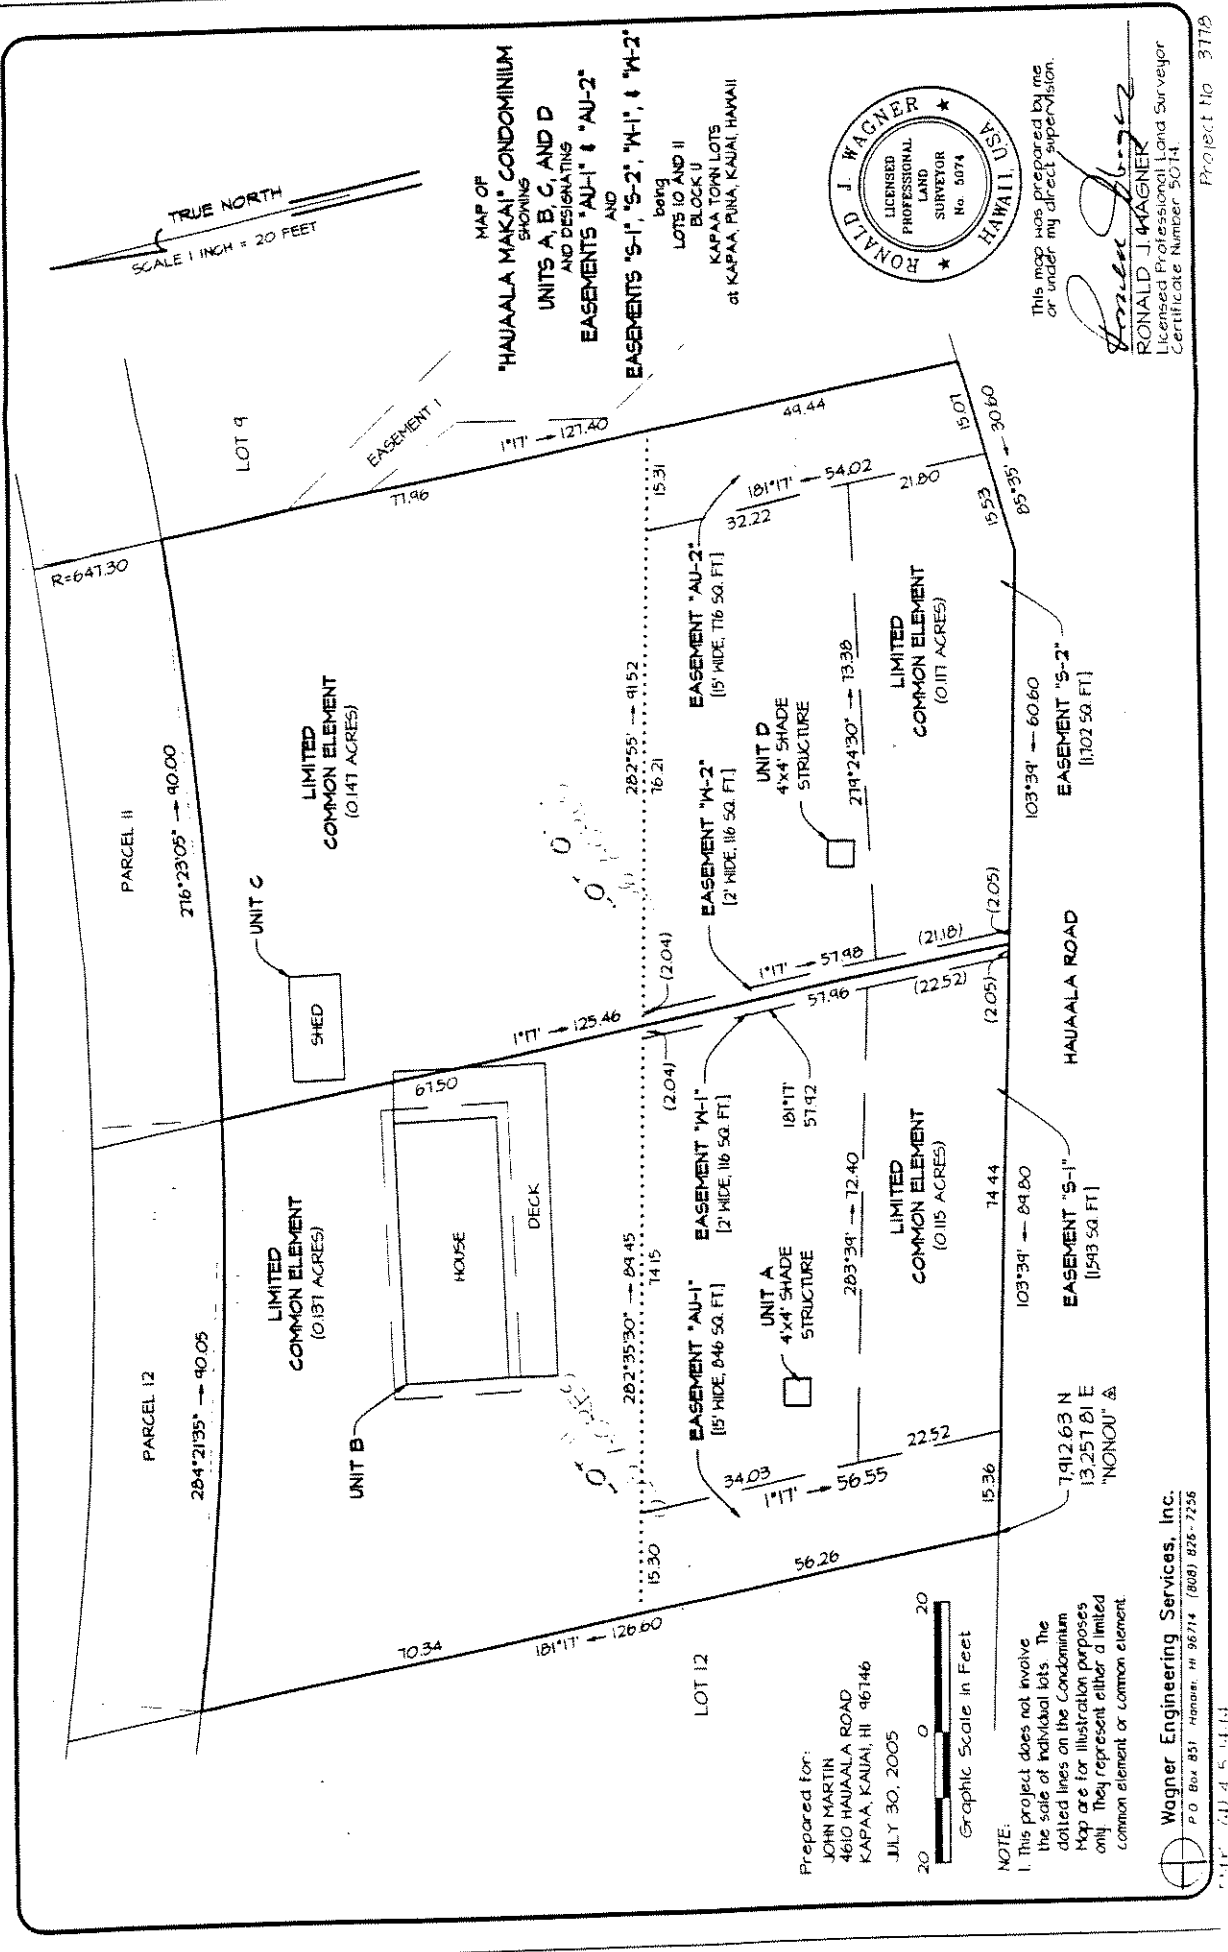 TRUE NORTH
SCALE 1 INCH = 20 FEET
MAP OF
"HAUAALA MAKAI" CONDOMINIUM
SHOWING
UNITS A, B, C, AND D
AND DESIGNATING
EASEMENTS "AU-1" & "AU-2"
AND
EASEMENTS "S-1", "S-2", "W-1", & "W-2"
being
LOTS 10 AND 11
BLOCK U
KAPAA TOWN LOTS
at KAPAA, PUNA, KAUAI, HAWAII
RONALD J. WAGNER
LICENSED
PROFESSIONAL
LAND
SURVEYOR
No. 5074
HAWAII, USA
This map was prepared by me
or under my direct supervision.
RONALD J. WAGNER
Licensed Professional Land Surveyor
Certificate Number 5074
Project No 3778
PARCEL 12
284°21'35" 90.05
PARCEL 11
276°23'05" 90.00
R=647.30
LOT 9
EASEMENT 1
1°17' 127.40
77.96
49.44
UNIT C
SHED
LIMITED
COMMON ELEMENT
(0.147 ACRES)
LIMITED
COMMON ELEMENT
(0.137 ACRES)
UNIT B
HOUSE
DECK
67.50
1°17' 125.46
70.34
181°17' 126.60
56.26
LOT 12
15.30
282°35'30" 89.45
74.15
(2.04)
(2.04)
282°55' 91.52
76.21
15.31
EASEMENT "AU-1"
[15' WIDE, 846 SQ. FT.]
EASEMENT "W-1"
[2' WIDE, 116 SQ. FT.]
EASEMENT "W-2"
[2' WIDE, 116 SQ. FT.]
EASEMENT "AU-2"
[15' WIDE, 776 SQ. FT.]
34.03
1°17' 56.55
22.52
UNIT A
4'x4' SHADE
STRUCTURE
181°17'
57.92
57.96
1°17' 57.98
UNIT D
4'x4' SHADE
STRUCTURE
32.22
181°17' 54.02
21.80
283°39' 72.40
279°24'30" 73.38
LIMITED
COMMON ELEMENT
(0.115 ACRES)
(22.52)
(21.18)
LIMITED
COMMON ELEMENT
(0.117 ACRES)
15.36
74.44
(2.05)
(2.05)
15.53
15.07
85°35' 30.60
103°39' 89.80
103°39' 60.60
7,912.63 N
13,257.81 E
"NONOU"
EASEMENT "S-1"
[1,593 SQ. FT.]
HAUAALA ROAD
EASEMENT "S-2"
[1,702 SQ. FT.]
Prepared for:
JOHN MARTIN
4610 HAUAALA ROAD
KAPAA, KAUAI, HI 96746
JULY 30, 2005
20 0 20
Graphic Scale in Feet
NOTE:
1. This project does not involve
the sale of individual lots. The
dotted lines on the Condominium
Map are for illustration purposes
only. They represent either a limited
common element or common element.
Wagner Engineering Services, Inc.
P.O. Box 851 Hanalei, HI 96714 (808) 826-7256